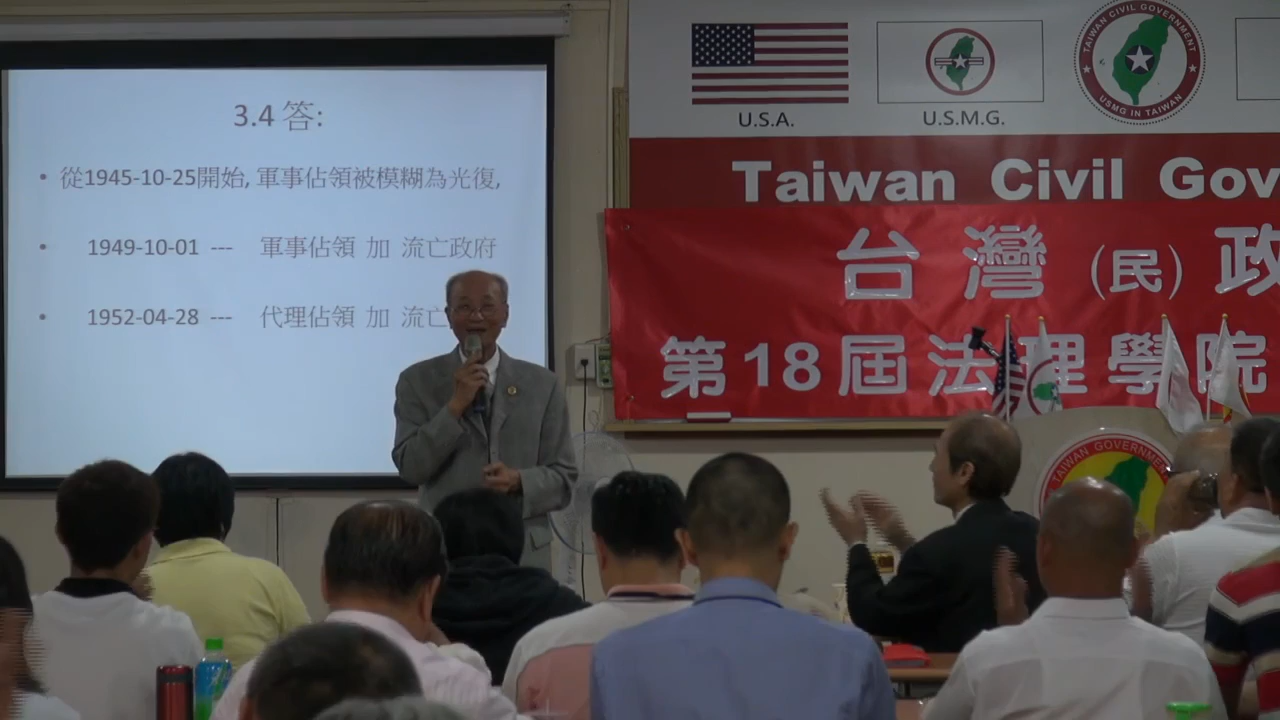 3.4 答:
• 從1945-10-25開始, 軍事佔領被模糊為光復,
• 1949-10-01 --- 軍事佔領 加 流亡政府
• 1952-04-28 --- 代理佔領 加 流亡
U.S.A.
U.S.M.G.
TAIWAN CIVIL GOVERNMENT
USMG IN TAIWAN
Taiwan Civil Gov
台灣(民)政
第18屆法理學院
TAIWAN GOVERNMENT